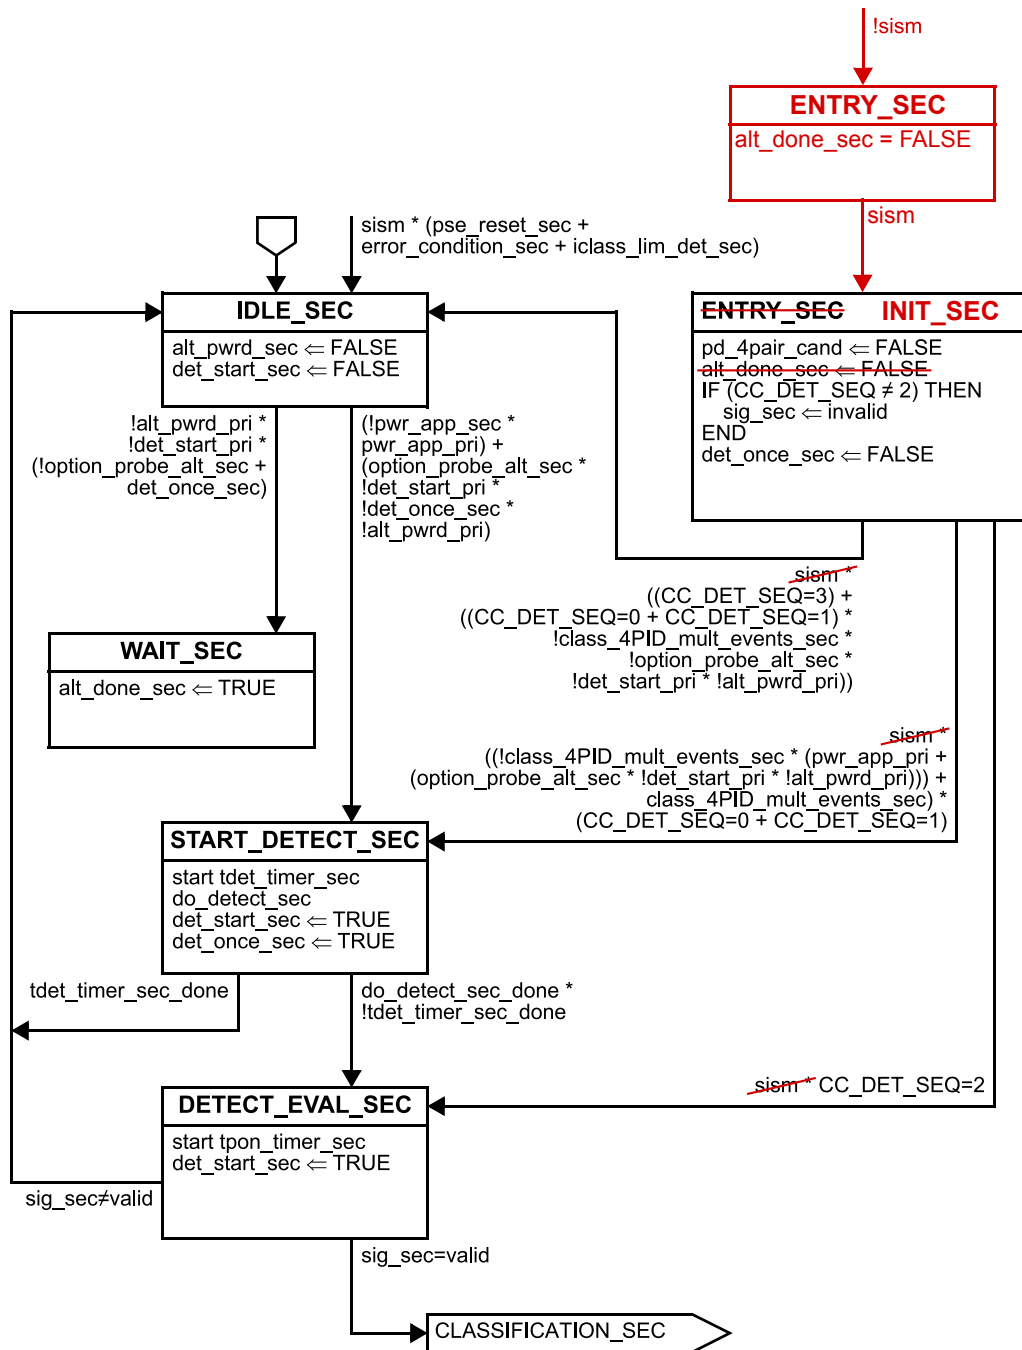 !sism
ENTRY_SEC
alt_done_sec = FALSE
sism
sism * (pse_reset_sec +
error_condition_sec + iclass_lim_det_sec)
IDLE_SEC
alt_pwrd_sec ⇐ FALSE
det_start_sec ⇐ FALSE
ENTRY_SEC INIT_SEC
pd_4pair_cand ⇐ FALSE
alt_done_sec ⇐ FALSE
IF (CC_DET_SEQ ≠ 2) THEN
sig_sec ⇐ invalid
END
det_once_sec ⇐ FALSE
!alt_pwrd_pri *
!det_start_pri *
(!option_probe_alt_sec +
det_once_sec)
(!pwr_app_sec *
pwr_app_pri) +
(option_probe_alt_sec *
!det_start_pri *
!det_once_sec *
!alt_pwrd_pri)
sism *
((CC_DET_SEQ=3) +
((CC_DET_SEQ=0 + CC_DET_SEQ=1) *
!class_4PID_mult_events_sec *
!option_probe_alt_sec *
!det_start_pri * !alt_pwrd_pri))
WAIT_SEC
alt_done_sec ⇐ TRUE
sism *
((!class_4PID_mult_events_sec * (pwr_app_pri +
(option_probe_alt_sec * !det_start_pri * !alt_pwrd_pri))) +
class_4PID_mult_events_sec) *
(CC_DET_SEQ=0 + CC_DET_SEQ=1)
START_DETECT_SEC
start tdet_timer_sec
do_detect_sec
det_start_sec ⇐ TRUE
det_once_sec ⇐ TRUE
tdet_timer_sec_done
do_detect_sec_done *
!tdet_timer_sec_done
sism * CC_DET_SEQ=2
DETECT_EVAL_SEC
start tpon_timer_sec
det_start_sec ⇐ TRUE
sig_sec≠valid
sig_sec=valid
CLASSIFICATION_SEC